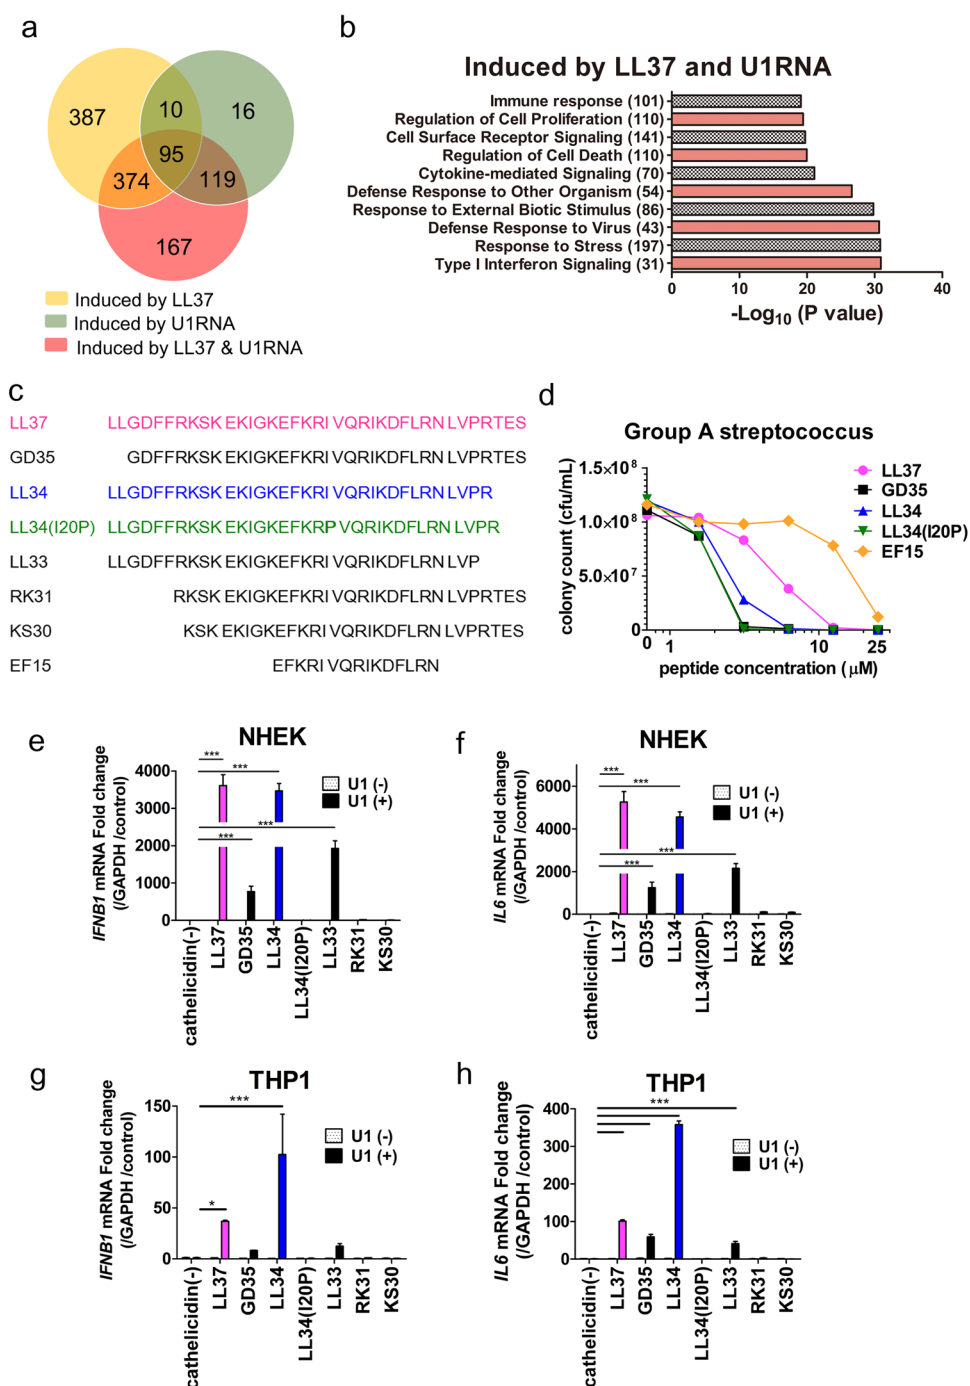 a
387
10
16
95
374
119
167
Induced by LL37
Induced by U1RNA
Induced by LL37 & U1RNA
b
Induced by LL37 and U1RNA
Immune response (101)
Regulation of Cell Proliferation (110)
Cell Surface Receptor Signaling (141)
Regulation of Cell Death (110)
Cytokine-mediated Signaling (70)
Defense Response to Other Organism (54)
Response to External Biotic Stimulus (86)
Defense Response to Virus (43)
Response to Stress (197)
Type I Interferon Signaling (31)
0 10 20 30 40
-Log10 (P value)
c
LL37 LLGDFFRKSK EKIGKEFKRI VQRIKDFLRN LVPRTES
GD35 GDFFRKSK EKIGKEFKRI VQRIKDFLRN LVPRTES
LL34 LLGDFFRKSK EKIGKEFKRI VQRIKDFLRN LVPR
LL34(I20P) LLGDFFRKSK EKIGKEFKRP VQRIKDFLRN LVPR
LL33 LLGDFFRKSK EKIGKEFKRI VQRIKDFLRN LVP
RK31 RKSK EKIGKEFKRI VQRIKDFLRN LVPRTES
KS30 KSK EKIGKEFKRI VQRIKDFLRN LVPRTES
EF15 EFKRI VQRIKDFLRN
d
Group A streptococcus
colony count (cfu/mL)
1.5×10⁸
1.0×10⁸
5.0×10⁷
0
0 1 10 25
peptide concentration (μM)
LL37
GD35
LL34
LL34(I20P)
EF15
e
NHEK
IFNB1 mRNA Fold change
(/GAPDH /control)
4000
3000
2000
1000
0
***
***
***
***
U1 (-)
U1 (+)
cathelicidin(-)
LL37
GD35
LL34
LL34(I20P)
LL33
RK31
KS30
f
NHEK
IL6 mRNA Fold change
(/GAPDH /control)
6000
4000
2000
0
***
***
***
***
U1 (-)
U1 (+)
cathelicidin(-)
LL37
GD35
LL34
LL34(I20P)
LL33
RK31
KS30
g
THP1
IFNB1 mRNA Fold change
(/GAPDH /control)
150
100
50
0
***
*
U1 (-)
U1 (+)
cathelicidin(-)
LL37
GD35
LL34
LL34(I20P)
LL33
RK31
KS30
h
THP1
IL6 mRNA Fold change
(/GAPDH /control)
400
300
200
100
0
***
U1 (-)
U1 (+)
cathelicidin(-)
LL37
GD35
LL34
LL34(I20P)
LL33
RK31
KS30